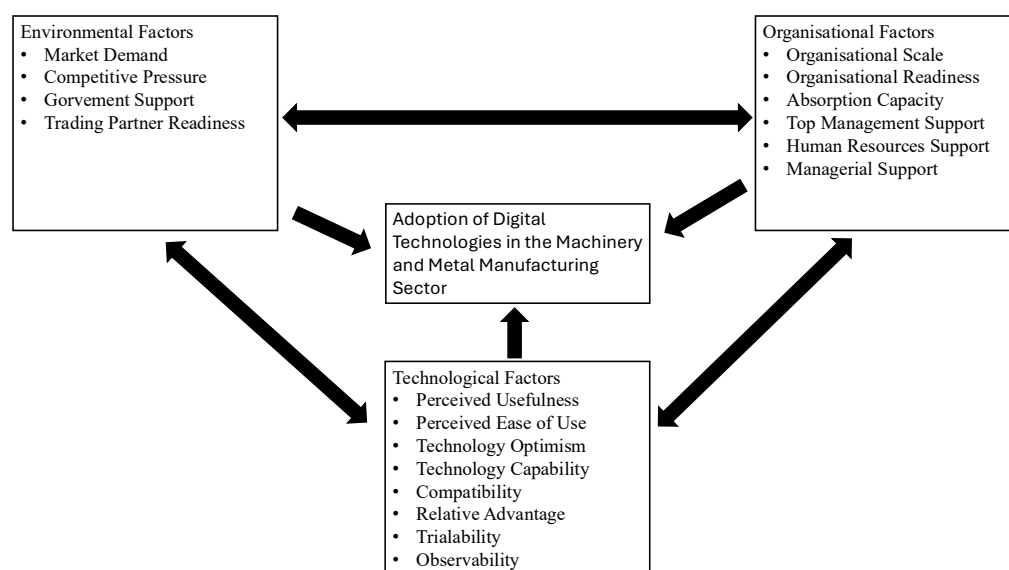 Environmental Factors
• Market Demand
• Competitive Pressure
• Gorvement Support
• Trading Partner Readiness
Organisational Factors
• Organisational Scale
• Organisational Readiness
• Absorption Capacity
• Top Management Support
• Human Resources Support
• Managerial Support
Adoption of Digital
Technologies in the Machinery
and Metal Manufacturing
Sector
Technological Factors
• Perceived Usefulness
• Perceived Ease of Use
• Technology Optimism
• Technology Capability
• Compatibility
• Relative Advantage
• Trialability
• Observability